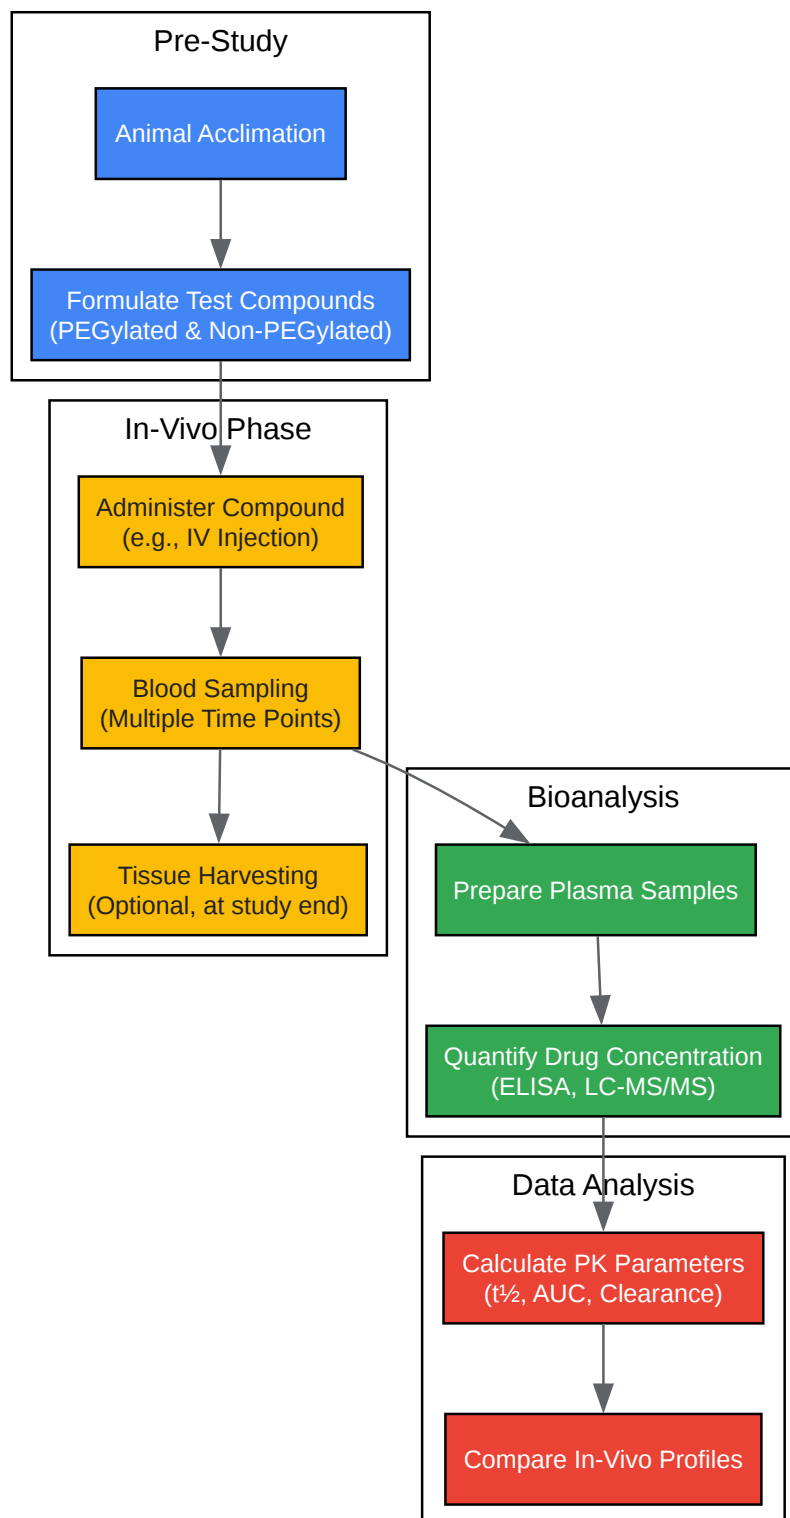 Pre-Study
Animal Acclimation
Formulate Test Compounds
(PEGylated & Non-PEGylated)
In-Vivo Phase
Administer Compound
(e.g., IV Injection)
Blood Sampling
(Multiple Time Points)
Tissue Harvesting
(Optional, at study end)
Bioanalysis
Prepare Plasma Samples
Quantify Drug Concentration
(ELISA, LC-MS/MS)
Data Analysis
Calculate PK Parameters
(t½, AUC, Clearance)
Compare In-Vivo Profiles